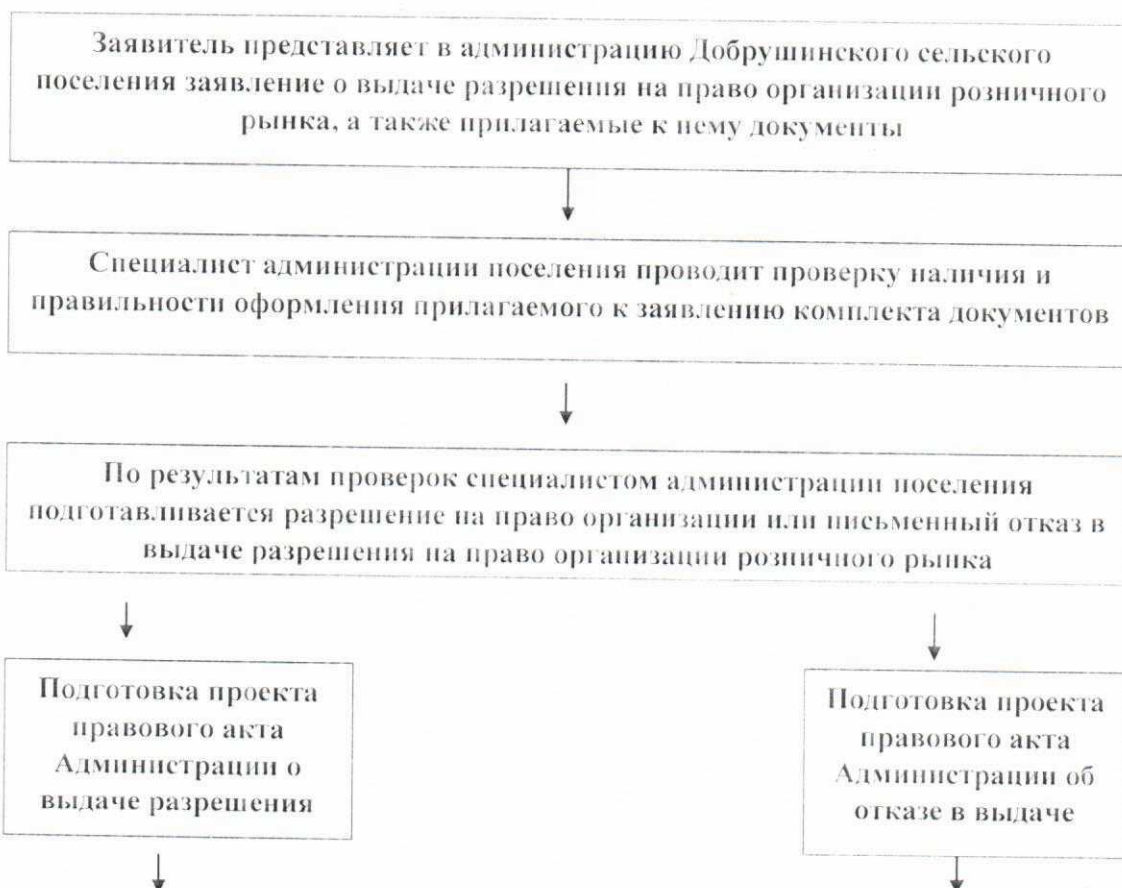 Заявитель представляет в администрацию Добрушинского сельского
поселения заявление о выдаче разрешения на право организации розничного
рынка, а также прилагаемые к нему документы
Специалист администрации поселения проводит проверку наличия и
правильности оформления прилагаемого к заявлению комплекта документов
По результатам проверок специалистом администрации поселения
подготавливается разрешение на право организации или письменный отказ в
выдаче разрешения на право организации розничного рынка
Подготовка проекта
правового акта
Администрации о
выдаче разрешения
Подготовка проекта
правового акта
Администрации об
отказе в выдаче